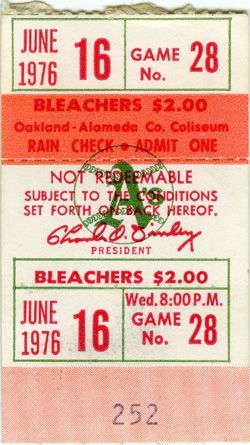 JUNE 16 GAME 28
1976 No.
BLEACHERS $2.00
Oakland-Alameda Co. Coliseum
RAIN CHECK • ADMIT ONE
A's
NOT REDEEMABLE
SUBJECT TO THE CONDITIONS
SET FORTH ON BACK HEREOF.
Charles O. Finley
PRESIDENT
BLEACHERS $2.00
JUNE 16 Wed. 8:00 P.M.
1976 GAME 28
No.
252